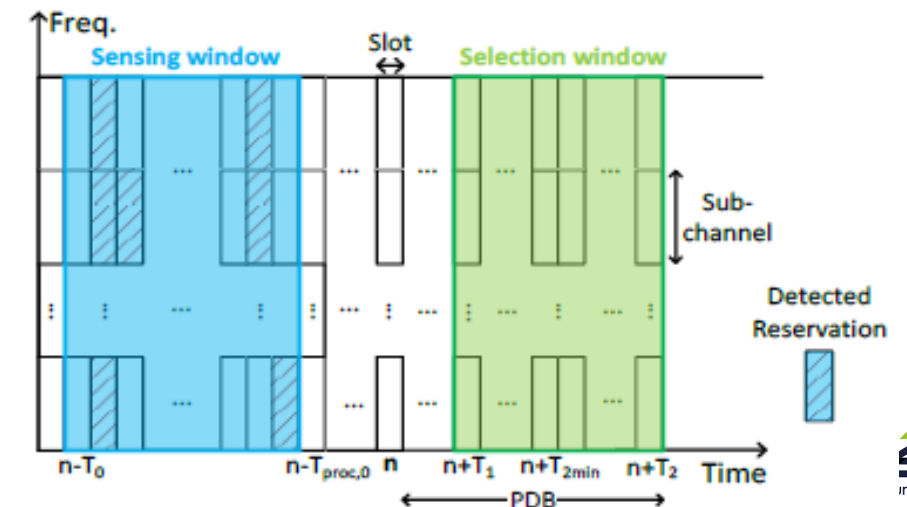 Freq.
Sensing window
Slot
Selection window
... ... ... ... ...
Sub-
channel
Detected
Reservation
⋮ ⋮ ... ⋮ ⋮ ... ⋮ ... ⋮ ... ⋮ ... ⋮
... ... ... ... ...
n-T₀ n-Tproc,0 n n+T₁ n+T2min n+T₂ Time
PDB